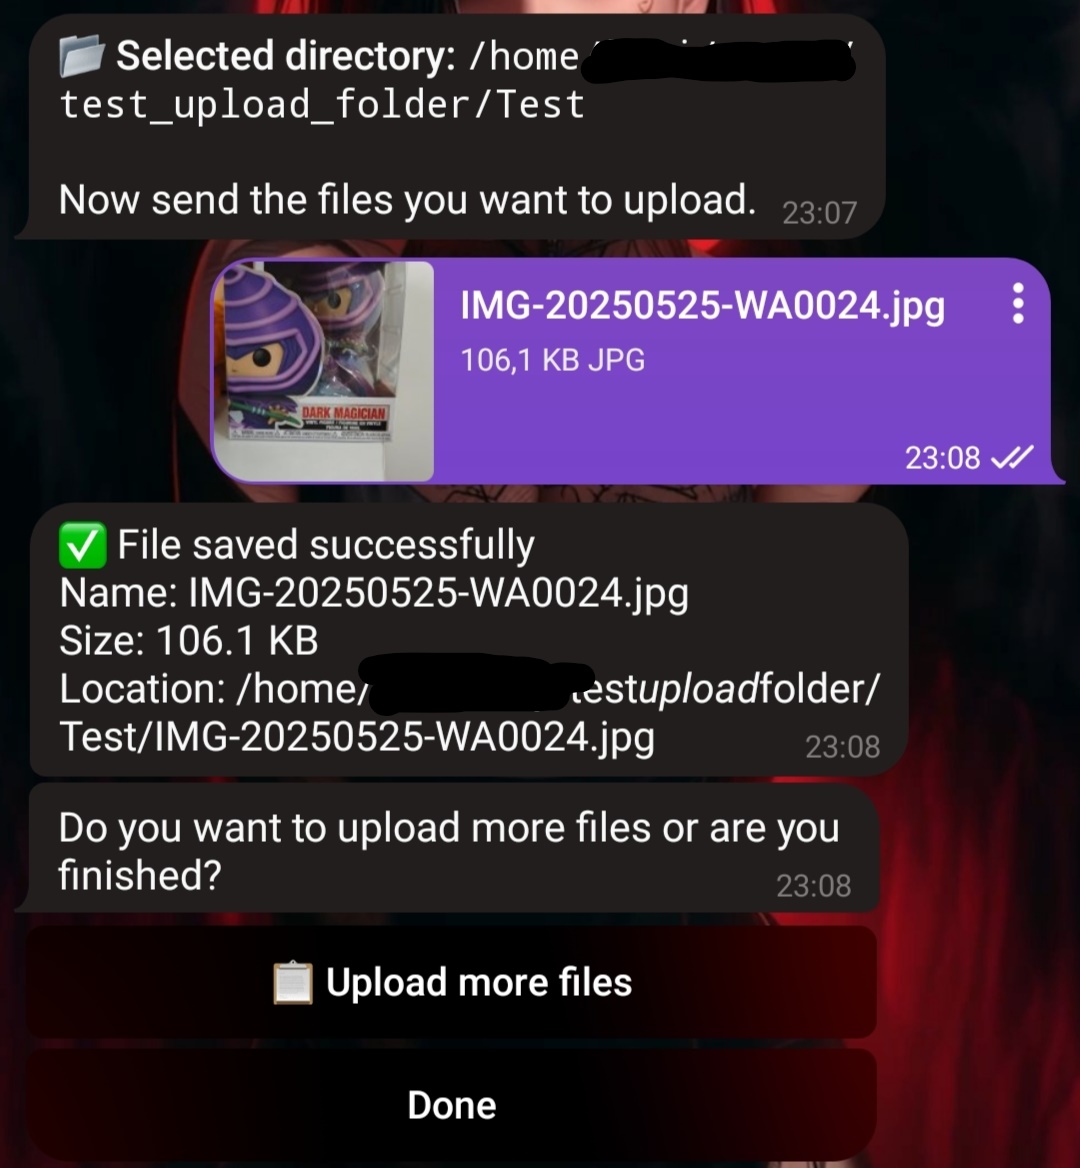 📁 Selected directory: /home
test_upload_folder/Test
Now send the files you want to upload. 23:07
IMG-20250525-WA0024.jpg
106,1 KB JPG
DARK MAGICIAN
23:08
✅ File saved successfully
Name: IMG-20250525-WA0024.jpg
Size: 106.1 KB
Location: /home/ testuploadfolder/
Test/IMG-20250525-WA0024.jpg 23:08
Do you want to upload more files or are you
finished? 23:08
📋 Upload more files
Done